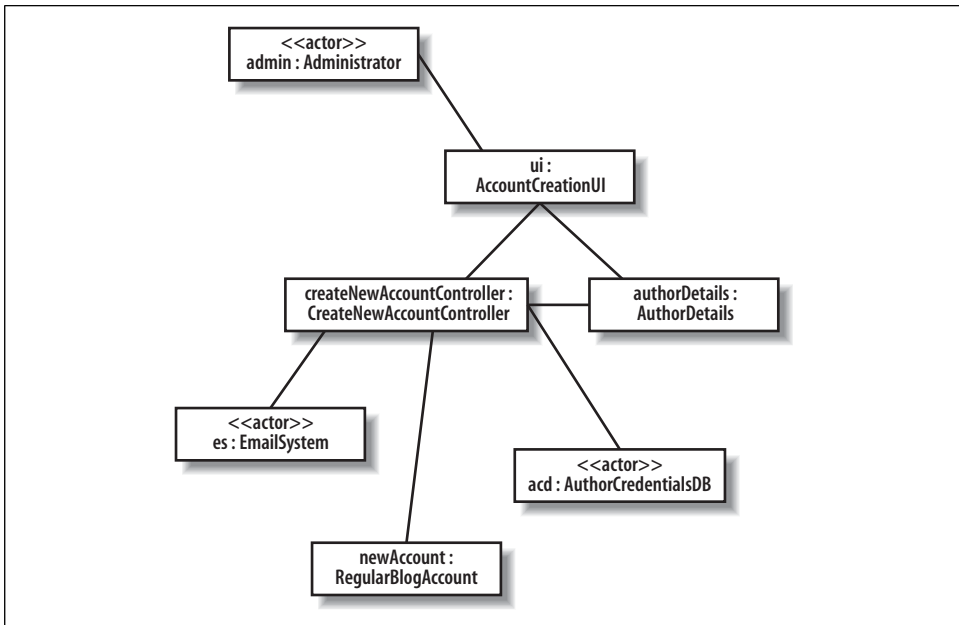 <<actor>>
admin : Administrator
ui :
AccountCreationUI
createNewAccountController :
CreateNewAccountController
authorDetails :
AuthorDetails
<<actor>>
es : EmailSystem
<<actor>>
acd : AuthorCredentialsDB
newAccount :
RegularBlogAccount